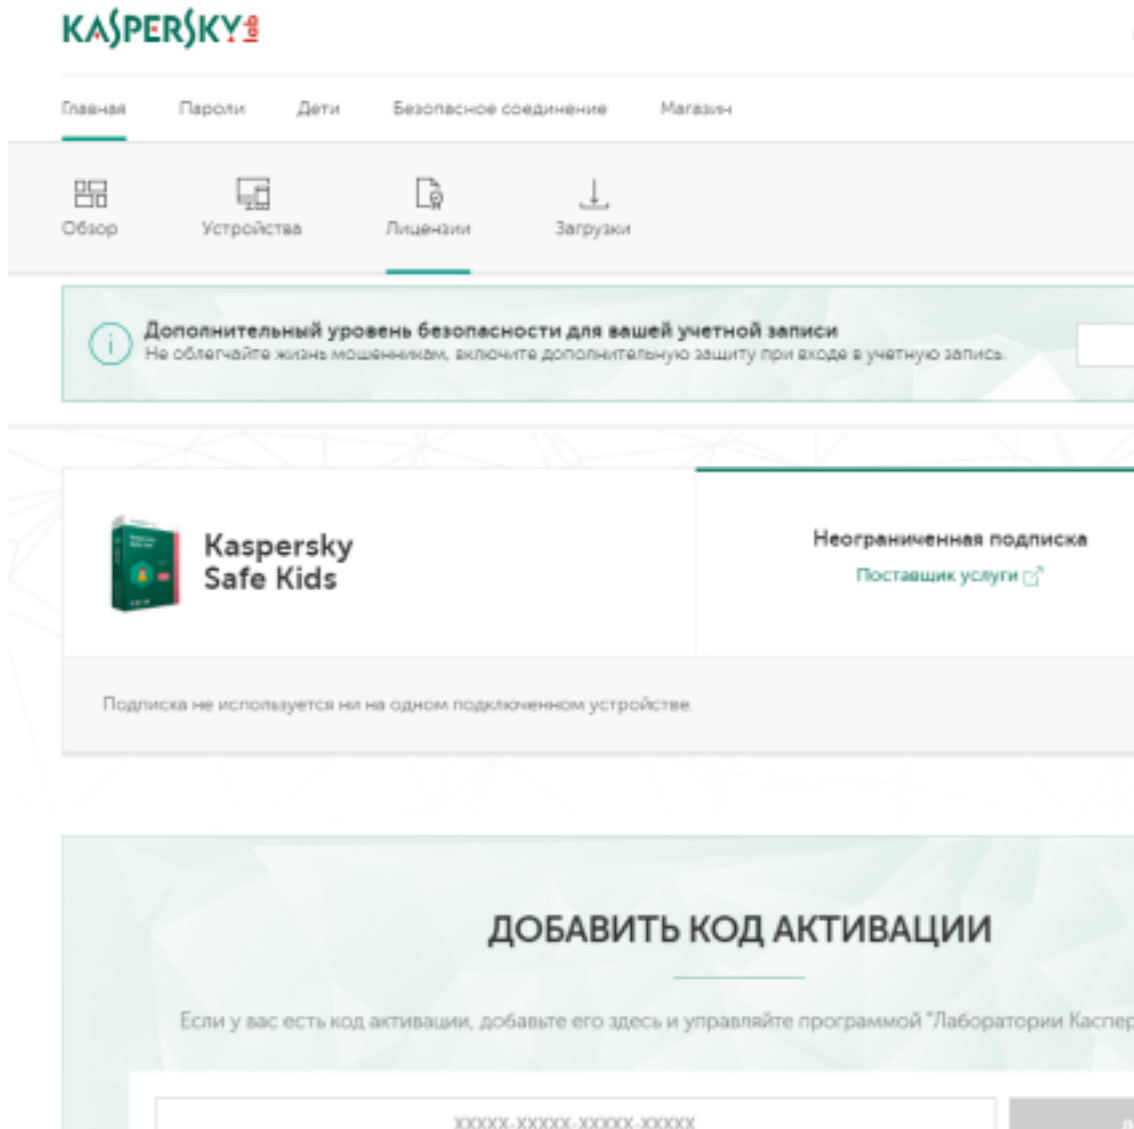 KASPERSKY lab
Главная Пароли Дети Безопасное соединение Магазин
Обзор Устройства Лицензии Загрузки
Дополнительный уровень безопасности для вашей учетной записи
Не облегчайте жизнь мошенникам, включите дополнительную защиту при входе в учетную запись.
Kaspersky
Safe Kids
Неограниченная подписка
Поставщик услуги
Подписка не используется ни на одном подключенном устройстве.
ДОБАВИТЬ КОД АКТИВАЦИИ
Если у вас есть код активации, добавьте его здесь и управляйте программой "Лаборатории Каспер
XXXXX-XXXXX-XXXXX-XXXXX